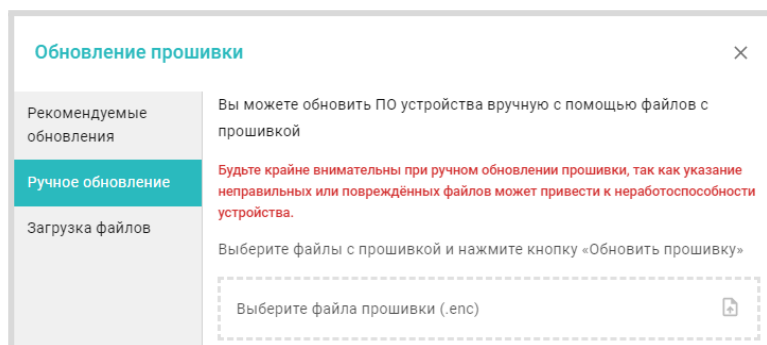 Обновление прошивки
Рекомендуемые
обновления
Ручное обновление
Загрузка файлов
Вы можете обновить ПО устройства вручную с помощью файлов с
прошивкой
Будьте крайне внимательны при ручном обновлении прошивки, так как указание
неправильных или повреждённых файлов может привести к неработоспособности
устройства.
Выберите файлы с прошивкой и нажмите кнопку «Обновить прошивку»
Выберите файла прошивки (.enc)